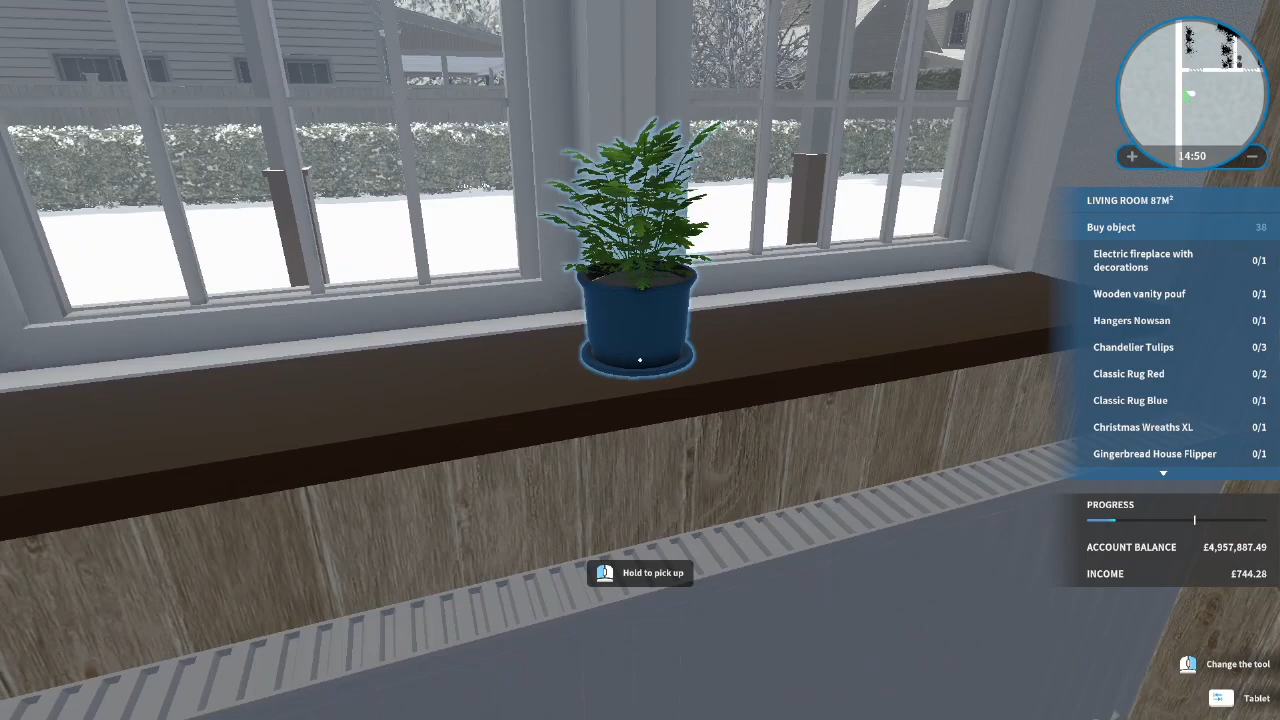 14:50
LIVING ROOM 87M²
Buy object 38
Electric fireplace with
decorations 0/1
Wooden vanity pouf 0/1
Hangers Nowsan 0/1
Chandelier Tulips 0/3
Classic Rug Red 0/2
Classic Rug Blue 0/1
Christmas Wreaths XL 0/1
Gingerbread House Flipper 0/1
PROGRESS
ACCOUNT BALANCE £4,957,887.49
INCOME £744.28
Hold to pick up
Change the tool
Tablet